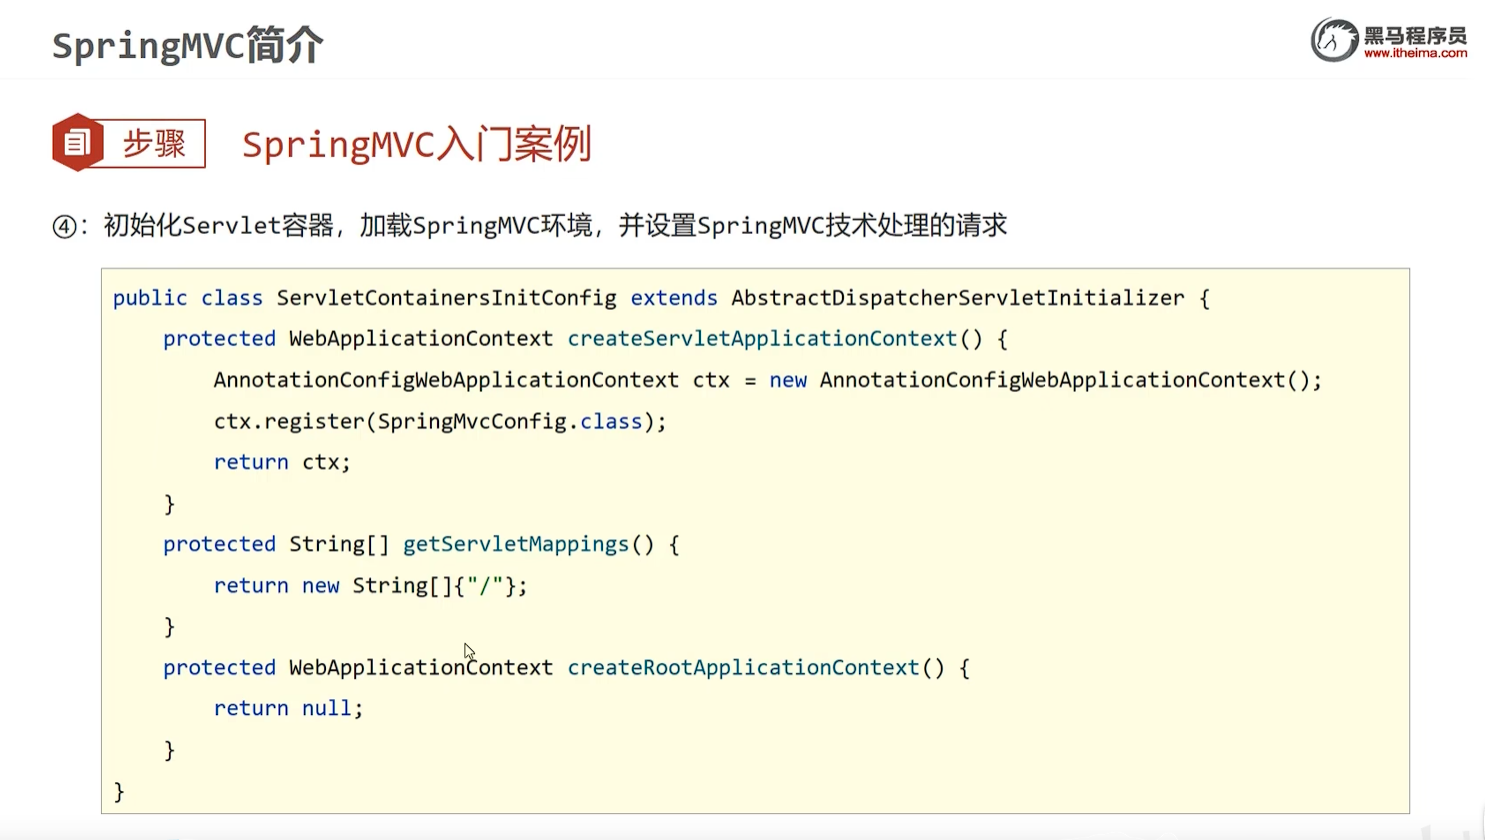 SpringMVC简介
黑马程序员
www.itheima.com
步骤
SpringMVC入门案例
④：初始化Servlet容器，加载SpringMVC环境，并设置SpringMVC技术处理的请求
public class ServletContainersInitConfig extends AbstractDispatcherServletInitializer {
    protected WebApplicationContext createServletApplicationContext() {
        AnnotationConfigWebApplicationContext ctx = new AnnotationConfigWebApplicationContext();
        ctx.register(SpringMvcConfig.class);
        return ctx;
    }
    protected String[] getServletMappings() {
        return new String[]{"/"};
    }
    protected WebApplicationContext createRootApplicationContext() {
        return null;
    }
}